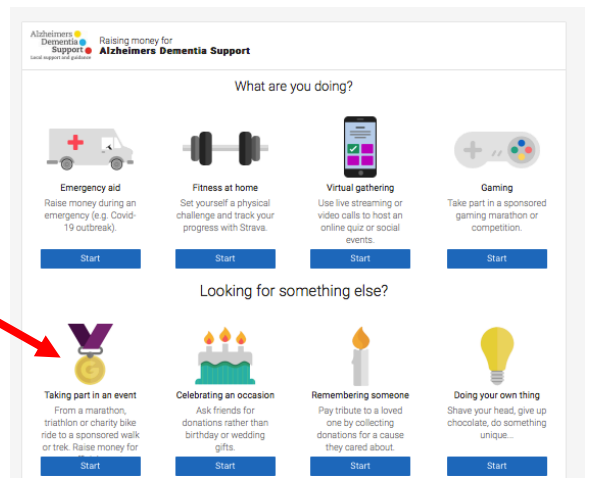 Alzheimers
Dementia
Support
Local support and guidance
Raising money for
Alzheimers Dementia Support
What are you doing?
Emergency aid
Raise money during an
emergency (e.g. Covid-
19 outbreak).
Start
Fitness at home
Set yourself a physical
challenge and track your
progress with Strava.
Start
Virtual gathering
Use live streaming or
video calls to host an
online quiz or social
events.
Start
Gaming
Take part in a sponsored
gaming marathon or
competition.
Start
Looking for something else?
G
Taking part in an event
From a marathon,
triathlon or charity bike
ride to a sponsored walk
or trek. Raise money for
Start
Celebrating an occasion
Ask friends for
donations rather than
birthday or wedding
gifts.
Start
Remembering someone
Pay tribute to a loved
one by collecting
donations for a cause
they cared about.
Start
Doing your own thing
Shave your head, give up
chocolate, do something
unique...
Start